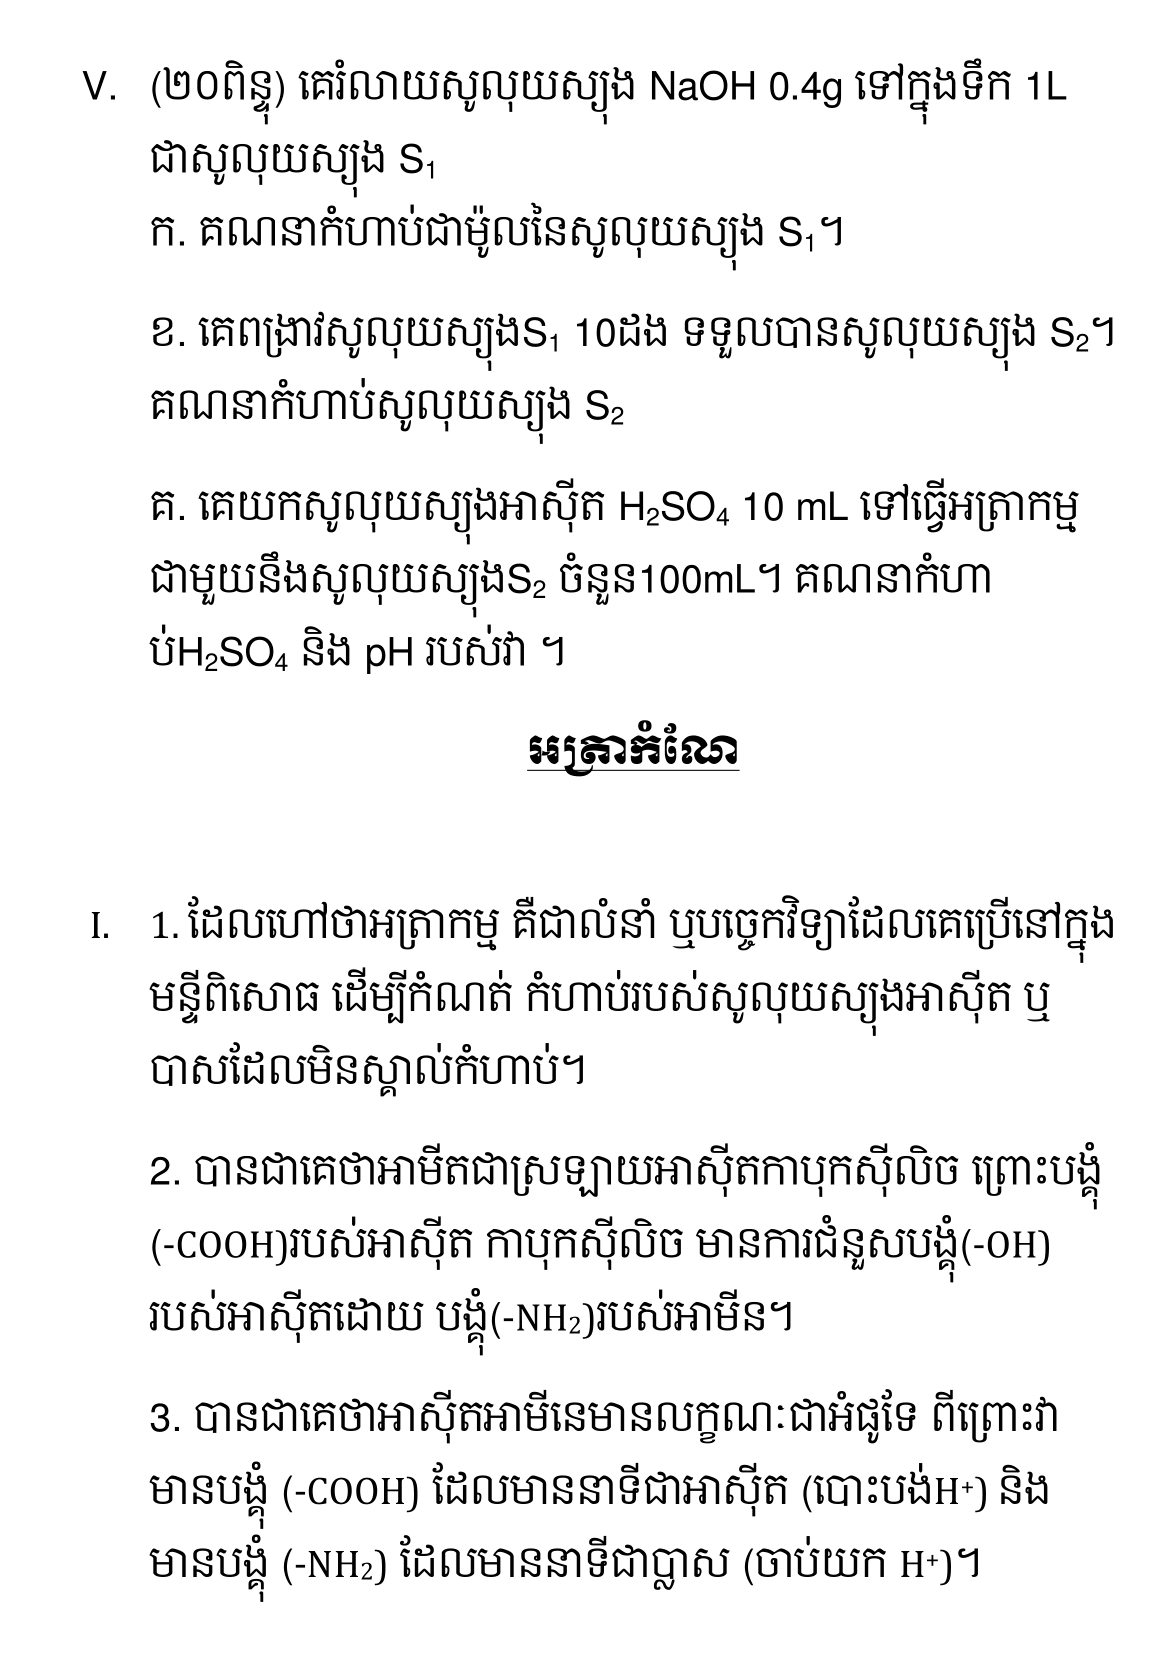 V. (២០ពិន្ទុ) គេរំលាយសូលុយស្យុង NaOH 0.4g ទៅក្នុងទឹក 1L
ជាសូលុយស្យុង S₁
ក. គណនាកំហាប់ជាម៉ូលនៃសូលុយស្យុង S₁។
ខ. គេពង្រាវសូលុយស្យុងS₁ 10ដង ទទួលបានសូលុយស្យុង S₂។
គណនាកំហាប់សូលុយស្យុង S₂
គ. គេយកសូលុយស្យុងអាស៊ីត H₂SO₄ 10 mL ទៅធ្វើអត្រាកម្ម
ជាមួយនឹងសូលុយស្យុងS₂ ចំនួន100mL។ គណនាកំហា
ប់H₂SO₄ និង pH របស់វា ។
អត្រាកំណែ
I. 1. ដែលហៅថាអត្រាកម្ម គឺជាលំនាំ ឬបច្ចេកវិទ្យាដែលគេប្រើនៅក្នុង
មន្ទីពិសោធ ដើម្បីកំណត់ កំហាប់របស់សូលុយស្យុងអាស៊ីត ឬ
បាសដែលមិនស្គាល់កំហាប់។
2. បានជាគេថាអាមីតជាស្រឡាយអាស៊ីតកាបុកស៊ីលិច ព្រោះបង្គុំ
(-COOH)របស់អាស៊ីត កាបុកស៊ីលិច មានការជំនួសបង្គុំ(-OH)
របស់អាស៊ីតដោយ បង្គុំ(-NH₂)របស់អាមីន។
3. បានជាគេថាអាស៊ីតអាមីនេមានលក្ខណៈជាអំផូទែ ពីព្រោះវា
មានបង្គុំ (-COOH) ដែលមាននាទីជាអាស៊ីត (បោះបង់H⁺) និង
មានបង្គុំ (-NH₂) ដែលមាននាទីជាប្លាស (ចាប់យក H⁺)។